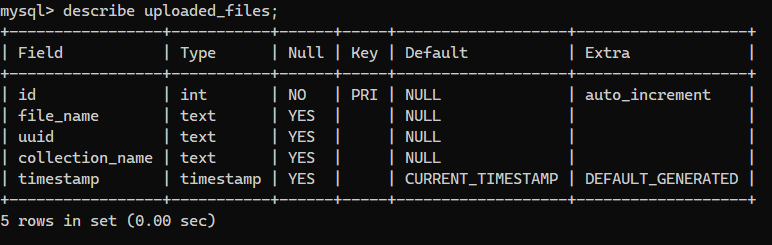 mysql> describe uploaded_files;
+-----------------+-----------+------+-----+-------------------+-------------------+
| Field           | Type      | Null | Key | Default           | Extra             |
+-----------------+-----------+------+-----+-------------------+-------------------+
| id              | int       | NO   | PRI | NULL              | auto_increment    |
| file_name       | text      | YES  |     | NULL              |                   |
| uuid            | text      | YES  |     | NULL              |                   |
| collection_name | text      | YES  |     | NULL              |                   |
| timestamp       | timestamp | YES  |     | CURRENT_TIMESTAMP | DEFAULT_GENERATED |
+-----------------+-----------+------+-----+-------------------+-------------------+
5 rows in set (0.00 sec)